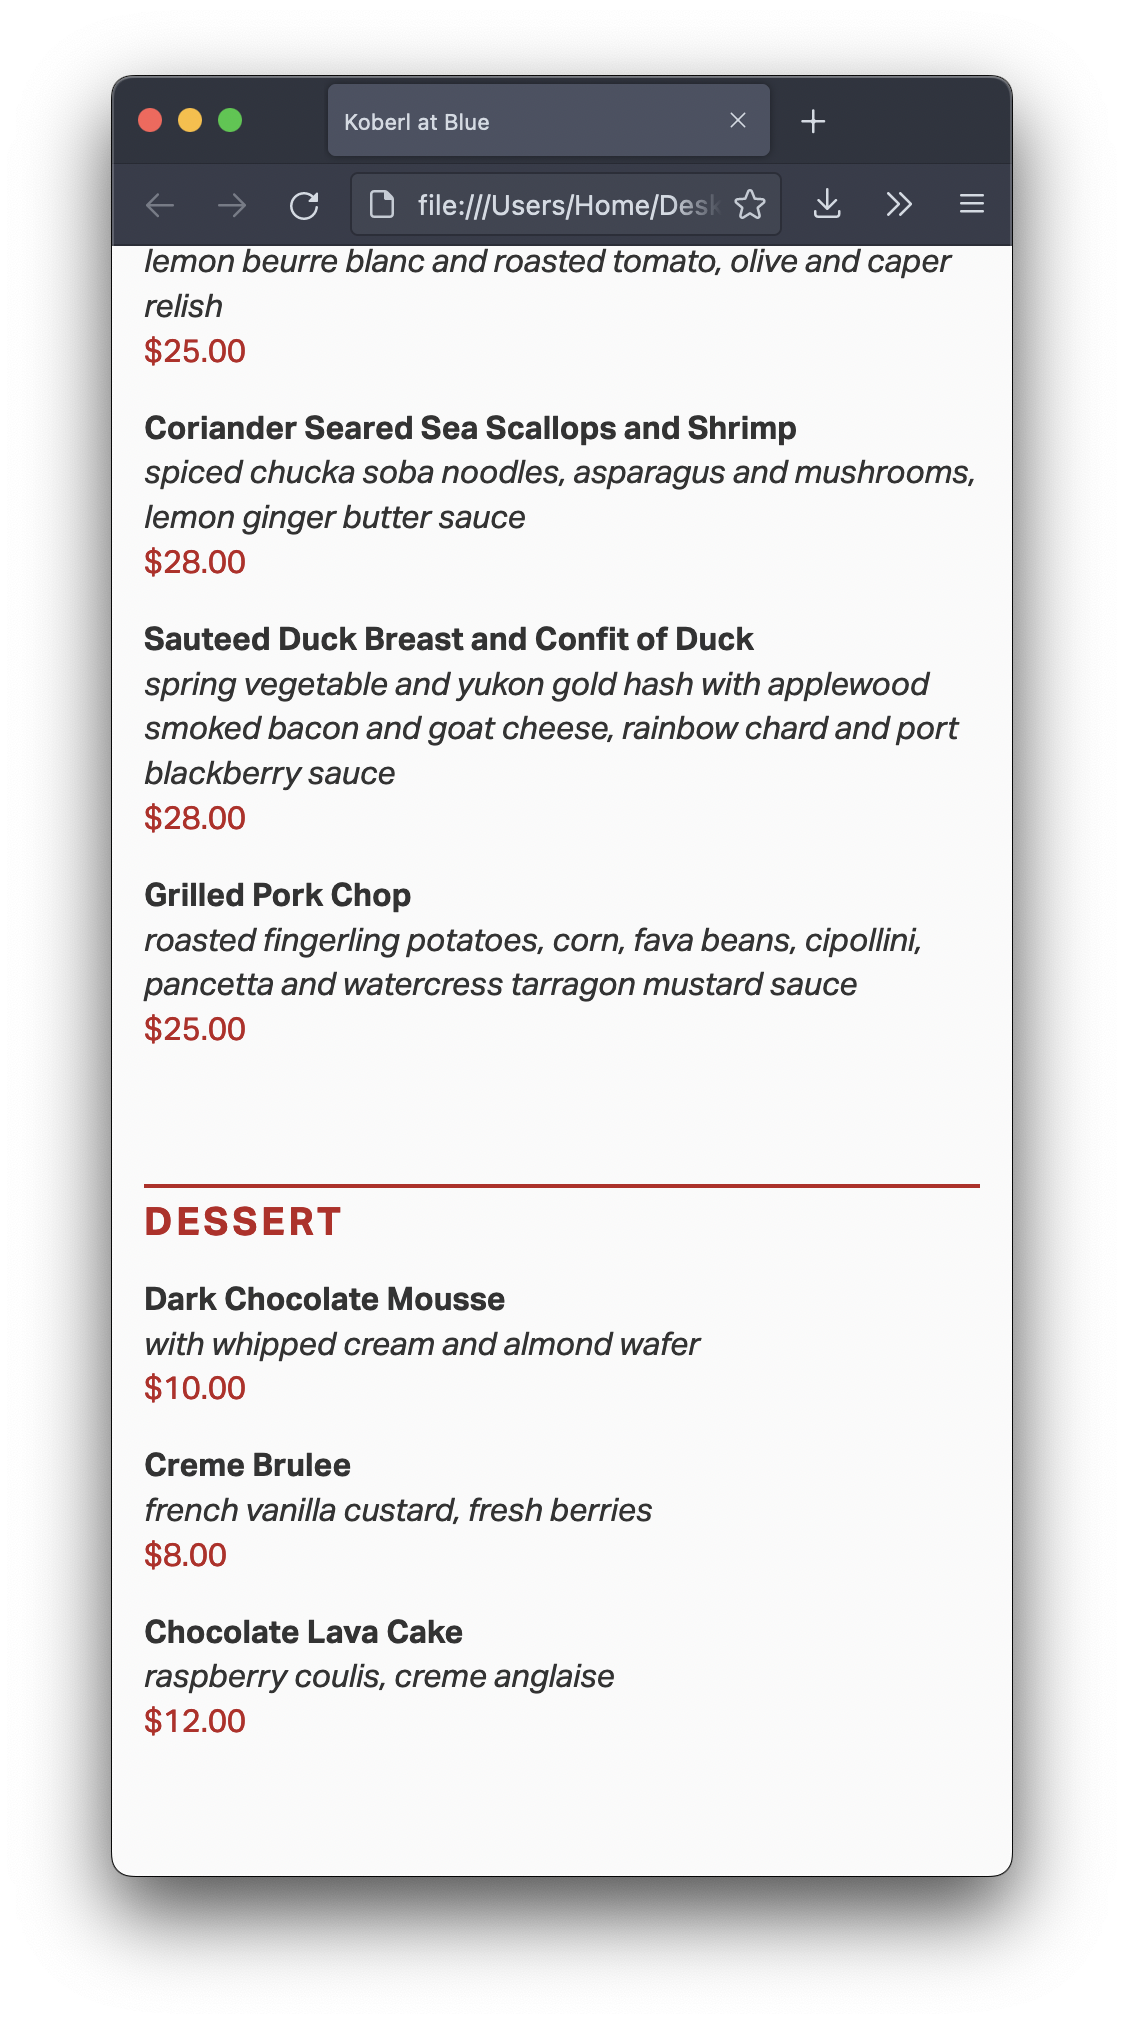 Koberl at Blue
file:///Users/Home/Desk
lemon beurre blanc and roasted tomato, olive and caper
relish
$25.00
Coriander Seared Sea Scallops and Shrimp
spiced chucka soba noodles, asparagus and mushrooms,
lemon ginger butter sauce
$28.00
Sauteed Duck Breast and Confit of Duck
spring vegetable and yukon gold hash with applewood
smoked bacon and goat cheese, rainbow chard and port
blackberry sauce
$28.00
Grilled Pork Chop
roasted fingerling potatoes, corn, fava beans, cipollini,
pancetta and watercress tarragon mustard sauce
$25.00
DESSERT
Dark Chocolate Mousse
with whipped cream and almond wafer
$10.00
Creme Brulee
french vanilla custard, fresh berries
$8.00
Chocolate Lava Cake
raspberry coulis, creme anglaise
$12.00